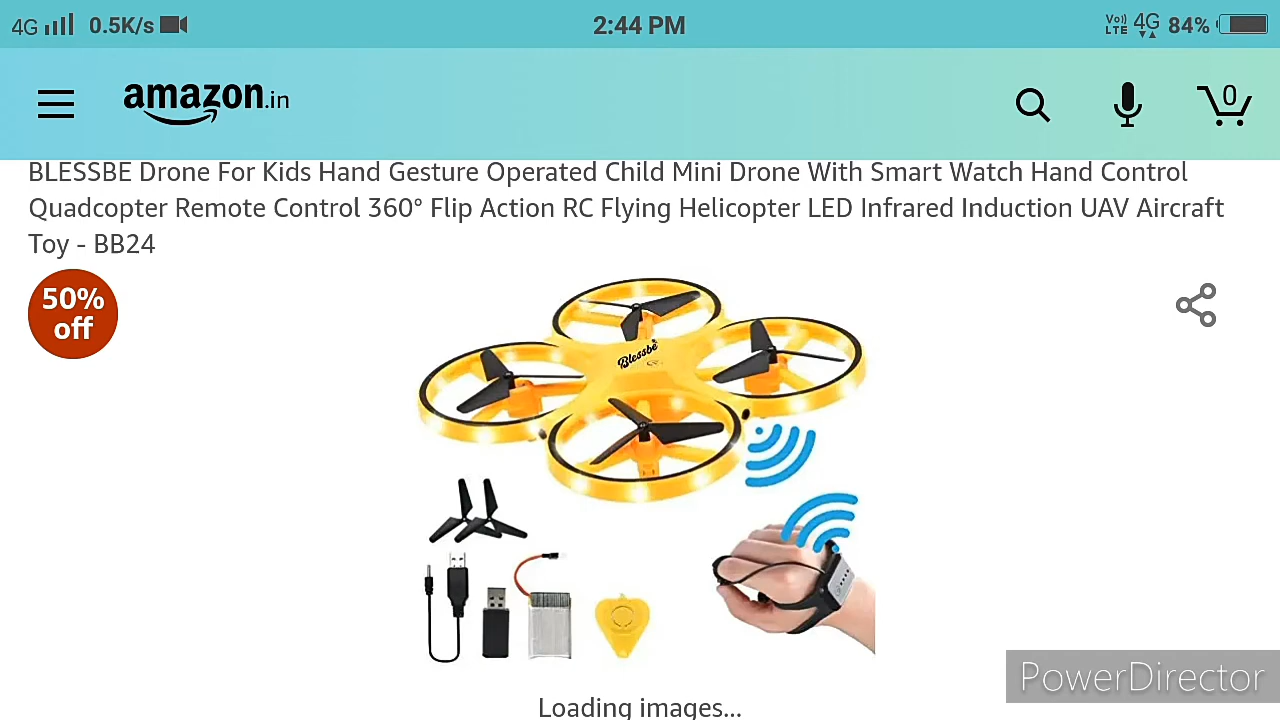 4G 0.5K/s 2:44 PM Vo)) LTE 4G 84%
amazon.in 0
BLESSBE Drone For Kids Hand Gesture Operated Child Mini Drone With Smart Watch Hand Control
Quadcopter Remote Control 360° Flip Action RC Flying Helicopter LED Infrared Induction UAV Aircraft
Toy - BB24
50%
off
Blessbe
Loading images...
PowerDirector